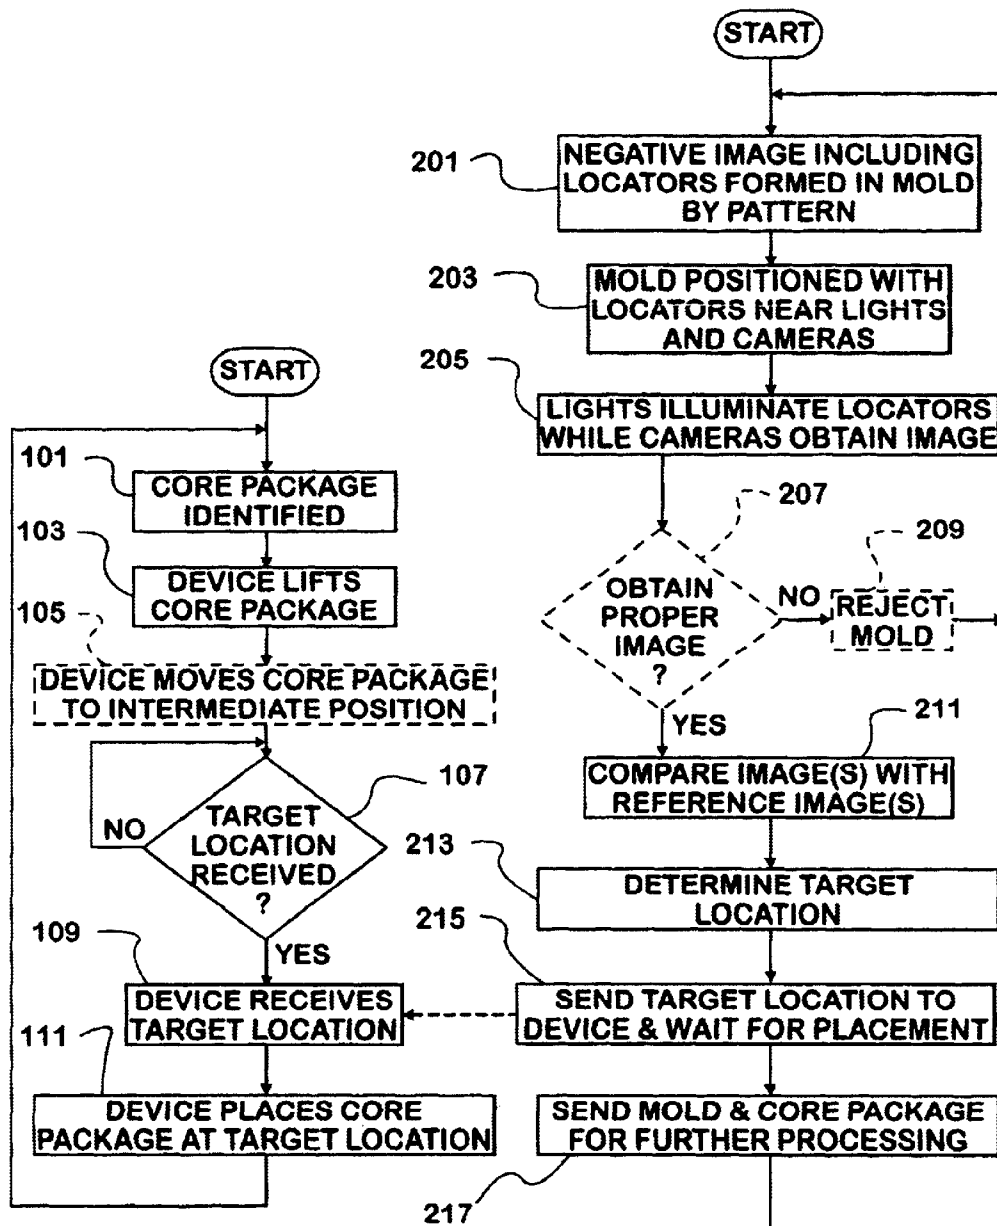 START
101
CORE PACKAGE
IDENTIFIED
103
DEVICE LIFTS
CORE PACKAGE
105
DEVICE MOVES CORE PACKAGE
TO INTERMEDIATE POSITION
107
TARGET
LOCATION
RECEIVED
?
NO
YES
109
DEVICE RECEIVES
TARGET LOCATION
111
DEVICE PLACES CORE
PACKAGE AT TARGET LOCATION
START
201
NEGATIVE IMAGE INCLUDING
LOCATORS FORMED IN MOLD
BY PATTERN
203
MOLD POSITIONED WITH
LOCATORS NEAR LIGHTS
AND CAMERAS
205
LIGHTS ILLUMINATE LOCATORS
WHILE CAMERAS OBTAIN IMAGE
207
OBTAIN
PROPER
IMAGE
?
NO
209
REJECT
MOLD
YES
211
COMPARE IMAGE(S) WITH
REFERENCE IMAGE(S)
213
DETERMINE TARGET
LOCATION
215
SEND TARGET LOCATION TO
DEVICE & WAIT FOR PLACEMENT
SEND MOLD & CORE PACKAGE
FOR FURTHER PROCESSING
217